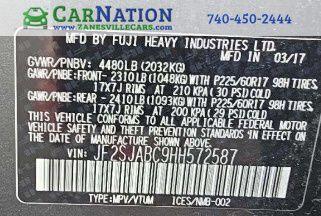 CARNATION
www.ZanesvilleCars.com
740-450-2444
MFD BY FUJI HEAVY INDUSTRIES LTD.
GVWR/PNBV: 4480LB (2032KG) 03/17
GAWR/PNBE: FRONT- 2310LB (1048KG) WITH P225/60R17 98H TIRES
17X7J RIMS, AT 210 KPA (30 PSI) COLD
GAWR/PNBE: REAR - 2410LB (1093KG) WITH P225/60R17 98H TIRES
17X7J RIMS, AT 200 KPA (29 PSI) COLD
THIS VEHICLE CONFORMS TO ALL APPLICABLE U.S. FEDERAL MOTOR VEHICLE
SAFETY AND THEFT PREVENTION STANDARDS IN EFFECT ON THE DATE OF
MANUFACTURE SHOWN ABOVE.
VIN: JF2SJABC9HH572587
TYPE:MPV/VTUM ICES/NMB-002